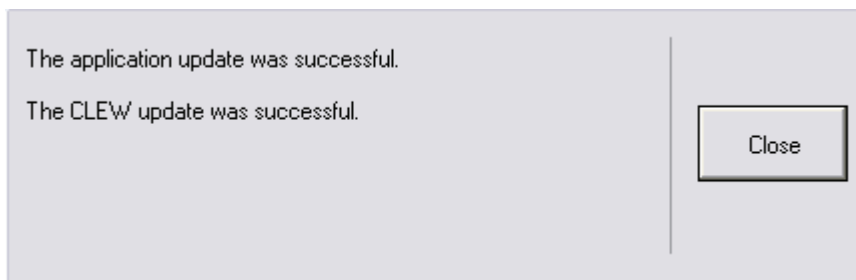 The application update was successful.
The CLEW update was successful.
Close